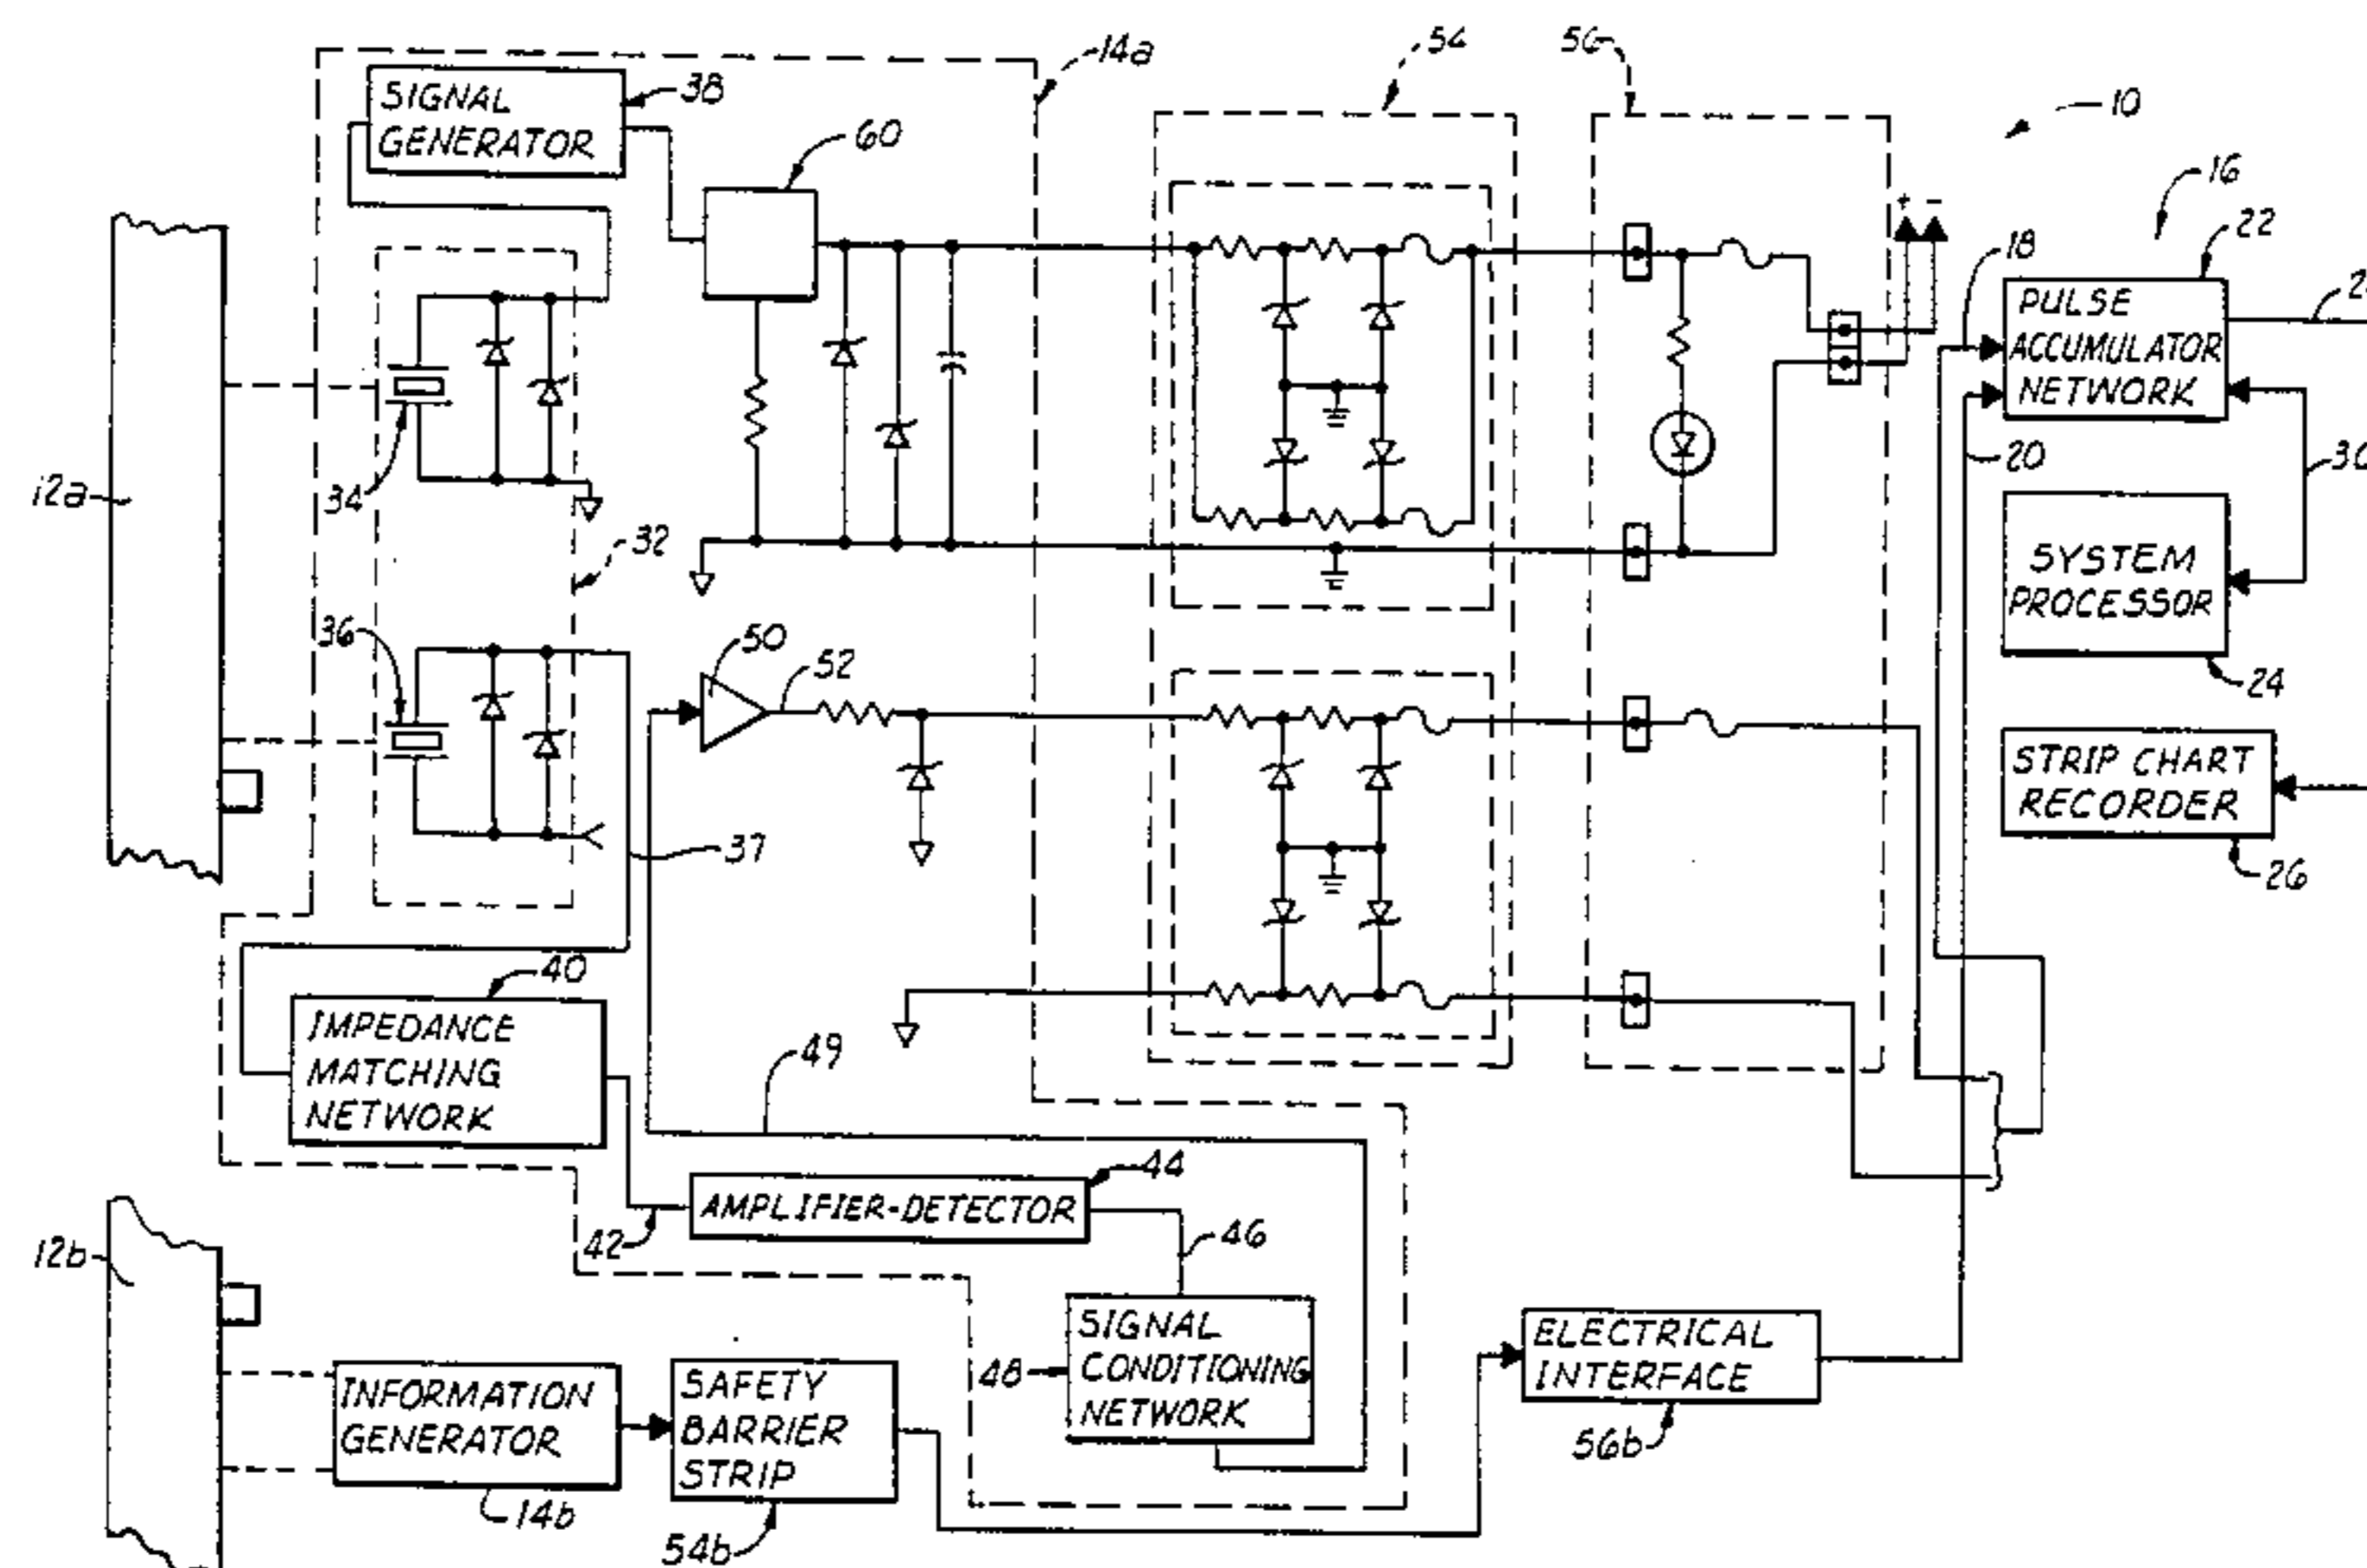 14a
54
56
10
SIGNAL
GENERATOR
38
60
16
22
18
+ -
PULSE
ACCUMULATOR
NETWORK
12a
34
20
30
32
SYSTEM
PROCESSOR
36
50
52
24
STRIP CHART
RECORDER
37
26
40
IMPEDANCE
MATCHING
NETWORK
49
44
AMPLIFIER-DETECTOR
42
46
12b
SIGNAL
CONDITIONING
NETWORK
48
ELECTRICAL
INTERFACE
INFORMATION
GENERATOR
SAFETY
BARRIER
STRIP
56b
14b
54b